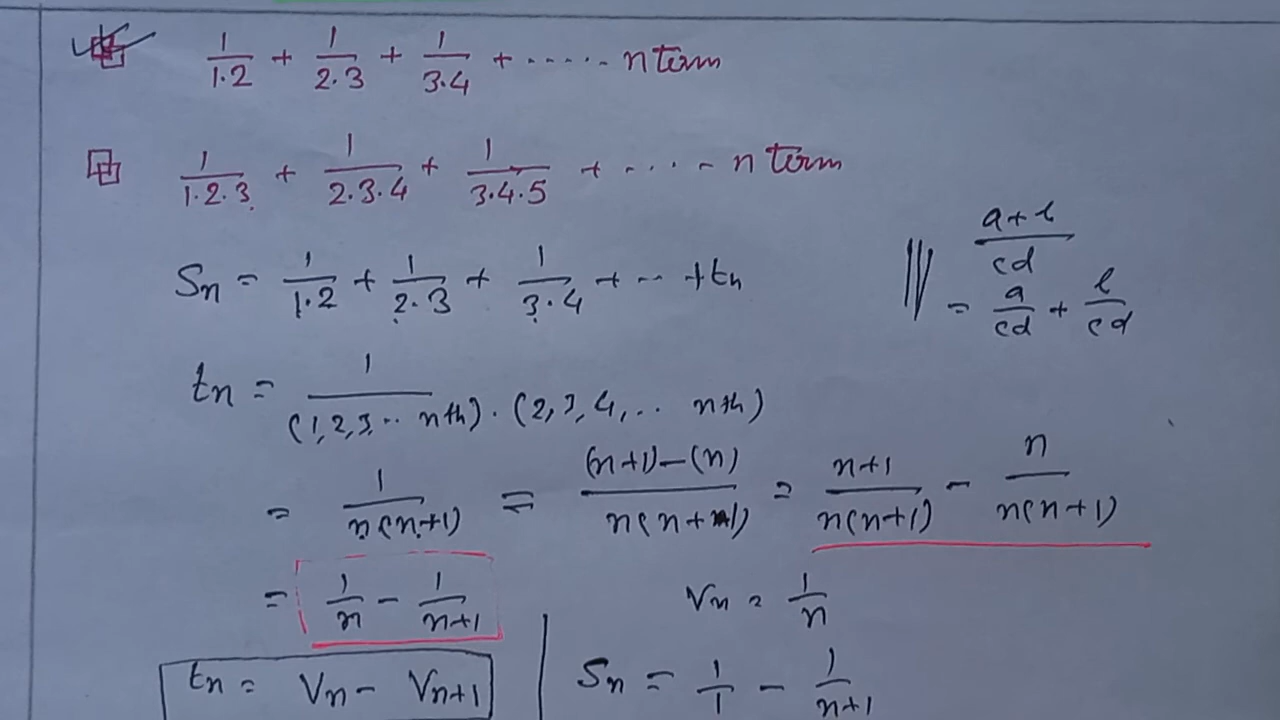 1/1.2 + 1/2.3 + 1/3.4 + ..... n term
1/1.2.3 + 1/2.3.4 + 1/3.4.5 + .... n term
Sn = 1/1.2 + 1/2.3 + 1/3.4 + .. + tn
a+b/cd
= a/cd + b/cd
tn = 1/(1,2,3.. nth).(2,3,4,.. nth)
= 1/n(n+1) = (n+1)-(n)/n(n+1) = n+1/n(n+1) - n/n(n+1)
= 1/n - 1/n+1
Vn = 1/n
tn = Vn - Vn+1
Sn = 1/1 - 1/n+1